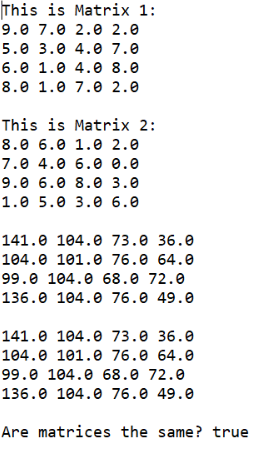 This is Matrix 1:
9.0 7.0 2.0 2.0
5.0 3.0 4.0 7.0
6.0 1.0 4.0 8.0
8.0 1.0 7.0 2.0
This is Matrix 2:
8.0 6.0 1.0 2.0
7.0 4.0 6.0 0.0
9.0 6.0 8.0 3.0
1.0 5.0 3.0 6.0
141.0 104.0 73.0 36.0
104.0 101.0 76.0 64.0
99.0 104.0 68.0 72.0
136.0 104.0 76.0 49.0
141.0 104.0 73.0 36.0
104.0 101.0 76.0 64.0
99.0 104.0 68.0 72.0
136.0 104.0 76.0 49.0
Are matrices the same? true